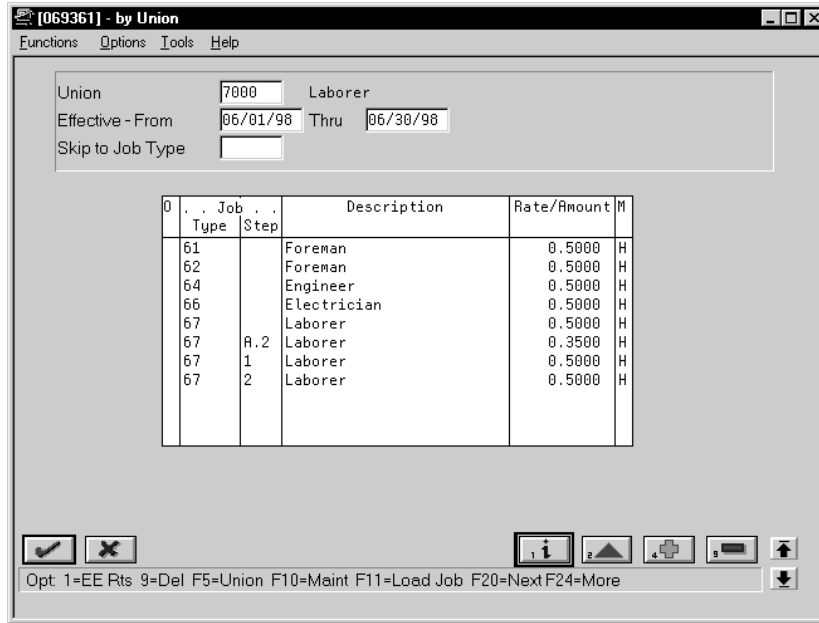 [069361] - by Union
Functions Options Tools Help
Union 7000 Laborer
Effective - From 06/01/98 Thru 06/30/98
Skip to Job Type
O . . Job . . Description Rate/Amount M
Type Step
61 Foreman 0.5000 H
62 Foreman 0.5000 H
64 Engineer 0.5000 H
66 Electrician 0.5000 H
67 Laborer 0.5000 H
67 A.2 Laborer 0.3500 H
67 1 Laborer 0.5000 H
67 2 Laborer 0.5000 H
1 i 2 4 9
Opt: 1=EE Rts 9=Del F5=Union F10=Maint F11=Load Job F20=Next F24=More